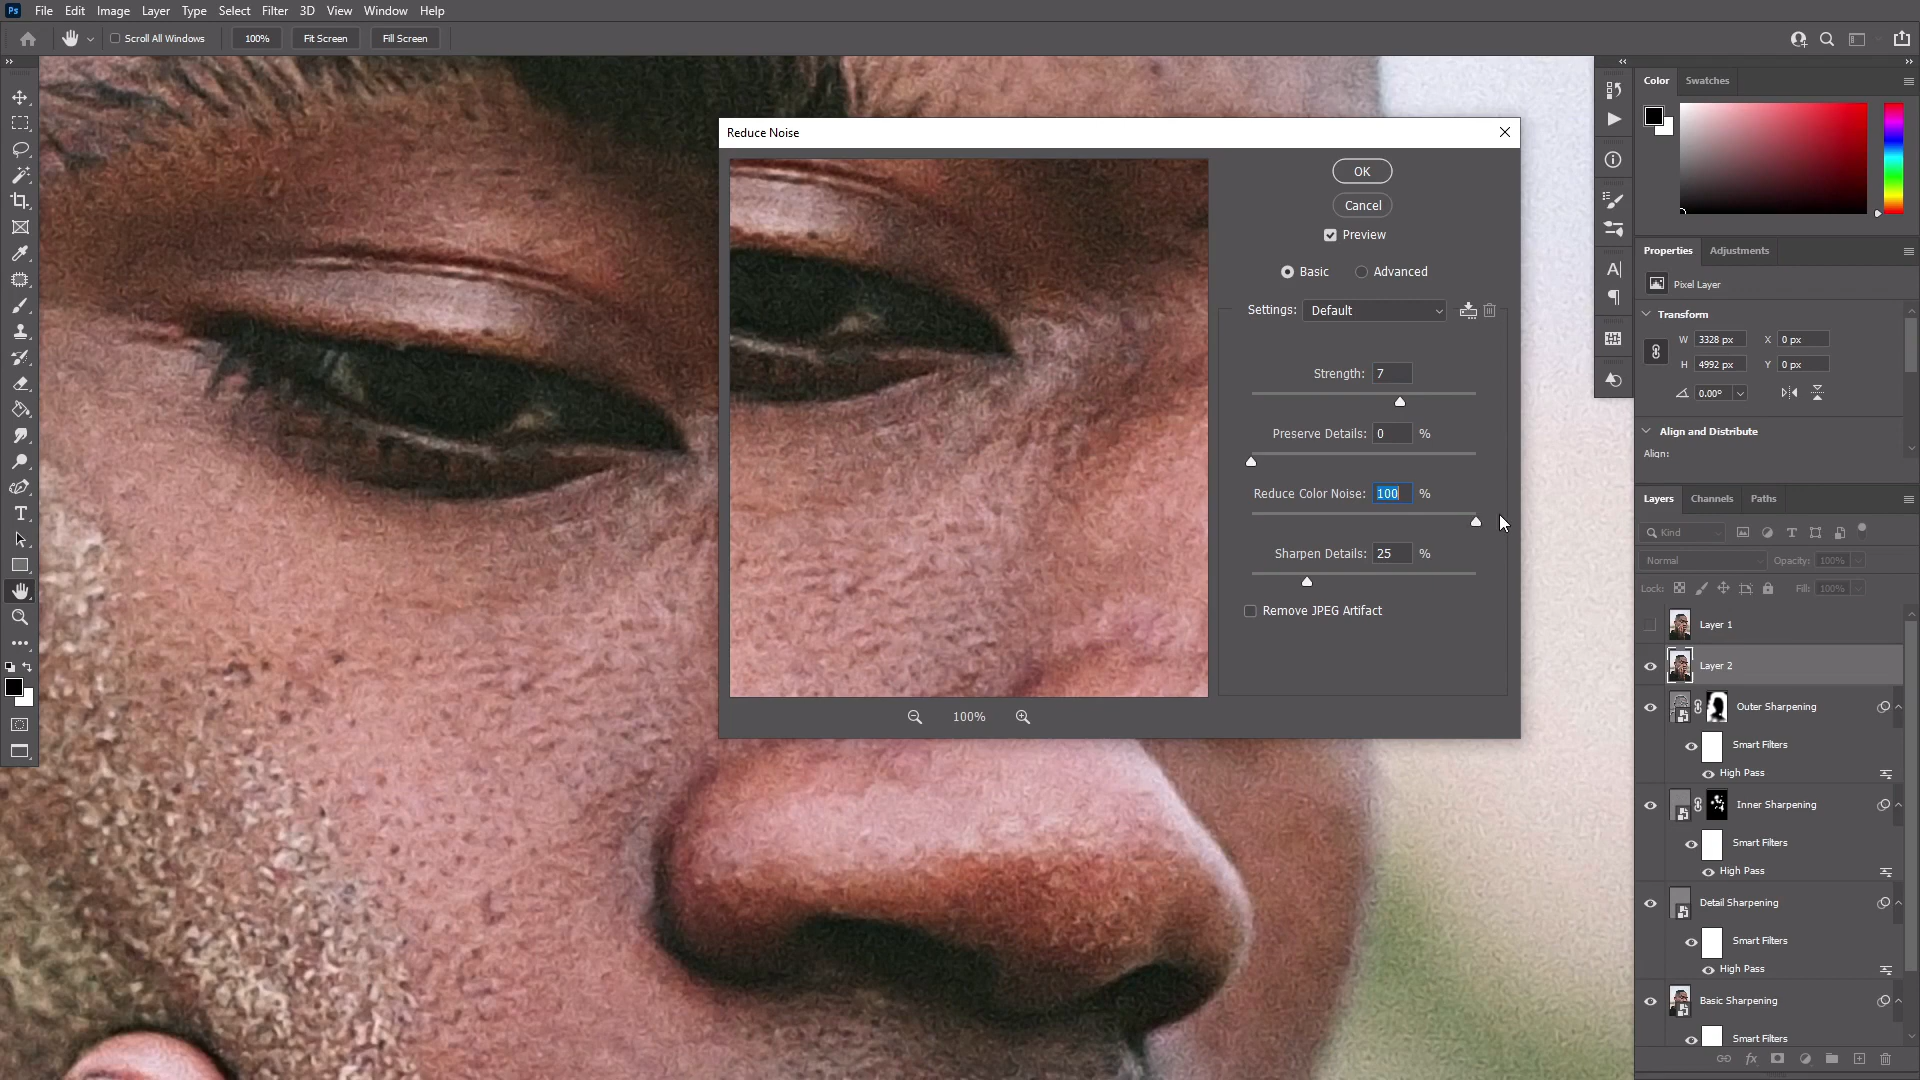 Ps File Edit Image Layer Type Select Filter 3D View Window Help
Scroll All Windows 100% Fit Screen Fill Screen
Color Swatches
Reduce Noise
OK
Cancel
Preview
Basic Advanced
Settings: Default
Strength: 7
Preserve Details: 0 %
Reduce Color Noise: 100 %
Sharpen Details: 25 %
Remove JPEG Artifact
100%
Properties Adjustments
Pixel Layer
Transform
W 3328 px X 0 px
H 4992 px Y 0 px
0.00°
Align and Distribute
Align:
Layers Channels Paths
Kind
Normal Opacity: 100%
Lock: Fill: 100%
Layer 1
Layer 2
Outer Sharpening
Smart Filters
High Pass
Inner Sharpening
Smart Filters
High Pass
Detail Sharpening
Smart Filters
High Pass
Basic Sharpening
Smart Filters